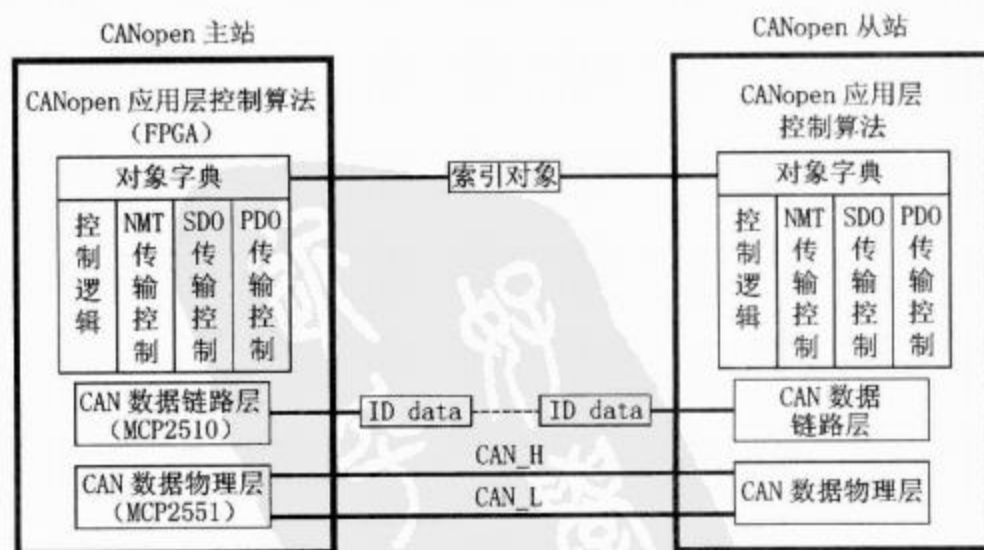 CANopen 主站
CANopen 从站
CANopen 应用层控制算法
(FPGA)
对象字典
控制逻辑
NMT传输控制
SDO传输控制
PDO传输控制
CAN 数据链路层
(MCP2510)
CAN 数据物理层
(MCP2551)
索引对象
ID data
ID data
CAN_H
CAN_L
CANopen 应用层
控制算法
对象字典
控制逻辑
NMT传输控制
SDO传输控制
PDO传输控制
CAN 数据
链路层
CAN 数据物理层